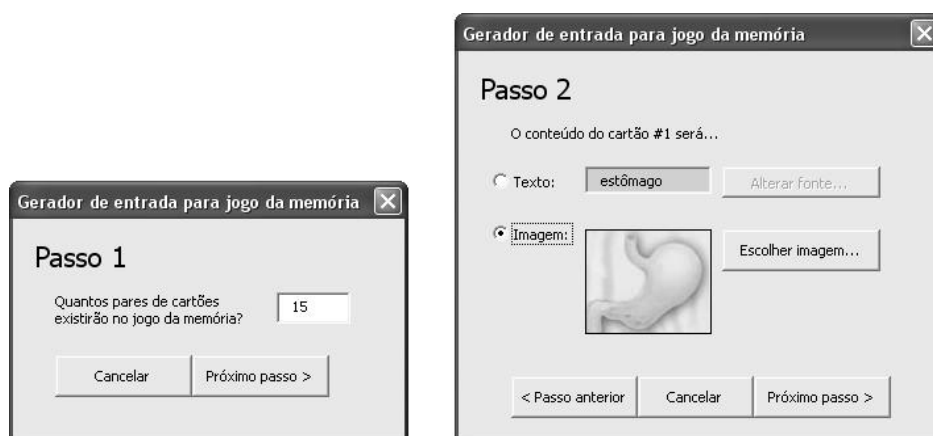 Gerador de entrada para jogo da memória
Passo 1
Quantos pares de cartões
existirão no jogo da memória?
15
Cancelar
Próximo passo >
Gerador de entrada para jogo da memória
Passo 2
O conteúdo do cartão #1 será...
Texto:
estômago
Alterar fonte...
Imagem:
Escolher imagem...
< Passo anterior
Cancelar
Próximo passo >